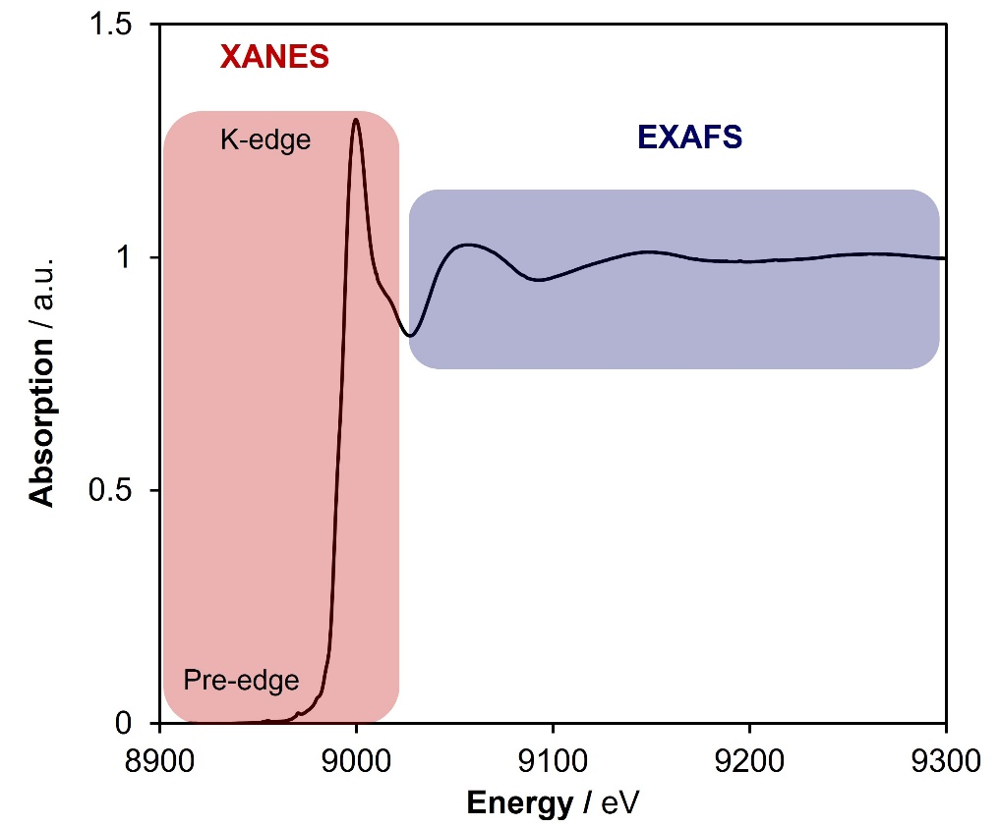 1.5
XANES
K-edge
EXAFS
1
Absorption / a.u.
0.5
Pre-edge
0
8900 9000 9100 9200 9300
Energy / eV